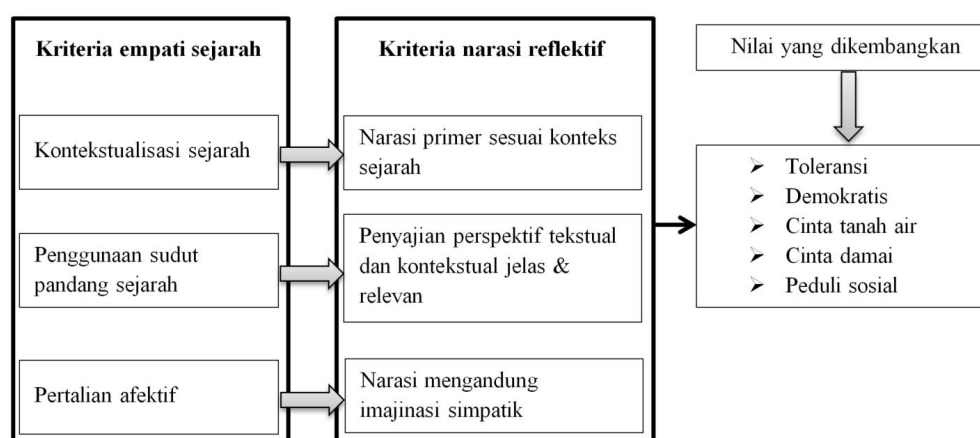 Kriteria empati sejarah
Kontekstualisasi sejarah
Penggunaan sudut
pandang sejarah
Pertalian afektif
Kriteria narasi reflektif
Narasi primer sesuai konteks
sejarah
Penyajian perspektif tekstual
dan kontekstual jelas &
relevan
Narasi mengandung
imajinasi simpatik
Nilai yang dikembangkan
➢ Toleransi
➢ Demokratis
➢ Cinta tanah air
➢ Cinta damai
➢ Peduli sosial